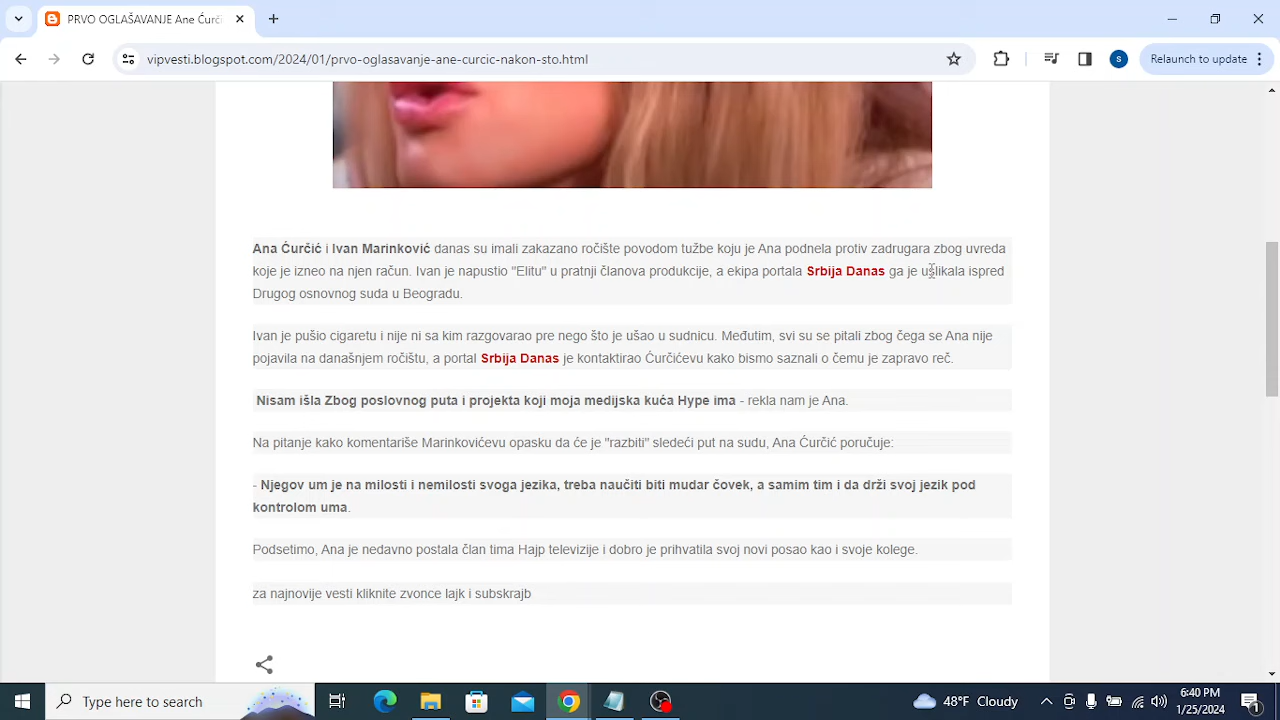 PRVO OGLAŠAVANJE Ane Ćurči
vipvesti.blogspot.com/2024/01/prvo-oglasavanje-ane-curcic-nakon-sto.html
S
Relaunch to update
Ana Ćurčić i Ivan Marinković danas su imali zakazano ročište povodom tužbe koju je Ana podnela protiv zadrugara zbog uvreda
koje je izneo na njen račun. Ivan je napustio "Elitu" u pratnji članova produkcije, a ekipa portala Srbija Danas ga je uslikala ispred
Drugog osnovnog suda u Beogradu.
Ivan je pušio cigaretu i nije ni sa kim razgovarao pre nego što je ušao u sudnicu. Međutim, svi su se pitali zbog čega se Ana nije
pojavila na današnjem ročištu, a portal Srbija Danas je kontaktirao Ćurčićevu kako bismo saznali o čemu je zapravo reč.
Nisam išla Zbog poslovnog puta i projekta koji moja medijska kuća Hype ima - rekla nam je Ana.
Na pitanje kako komentariše Marinkovićevu opasku da će je "razbiti" sledeći put na sudu, Ana Ćurčić poručuje:
- Njegov um je na milosti i nemilosti svoga jezika, treba naučiti biti mudar čovek, a samim tim i da drži svoj jezik pod
kontrolom uma.
Podsetimo, Ana je nedavno postala član tima Hajp televizije i dobro je prihvatila svoj novi posao kao i svoje kolege.
za najnovije vesti kliknite zvonce lajk i subskrajb
Type here to search
48°F Cloudy
6:40 PM
1/25/2024
1